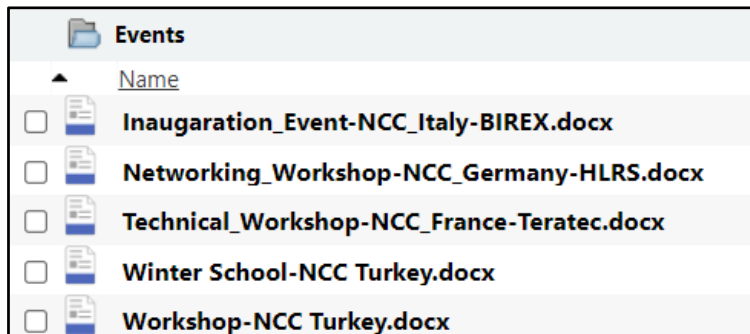 Events
Name
Inaugaration_Event-NCC_Italy-BIREX.docx
Networking_Workshop-NCC_Germany-HLRS.docx
Technical_Workshop-NCC_France-Teratec.docx
Winter School-NCC Turkey.docx
Workshop-NCC Turkey.docx